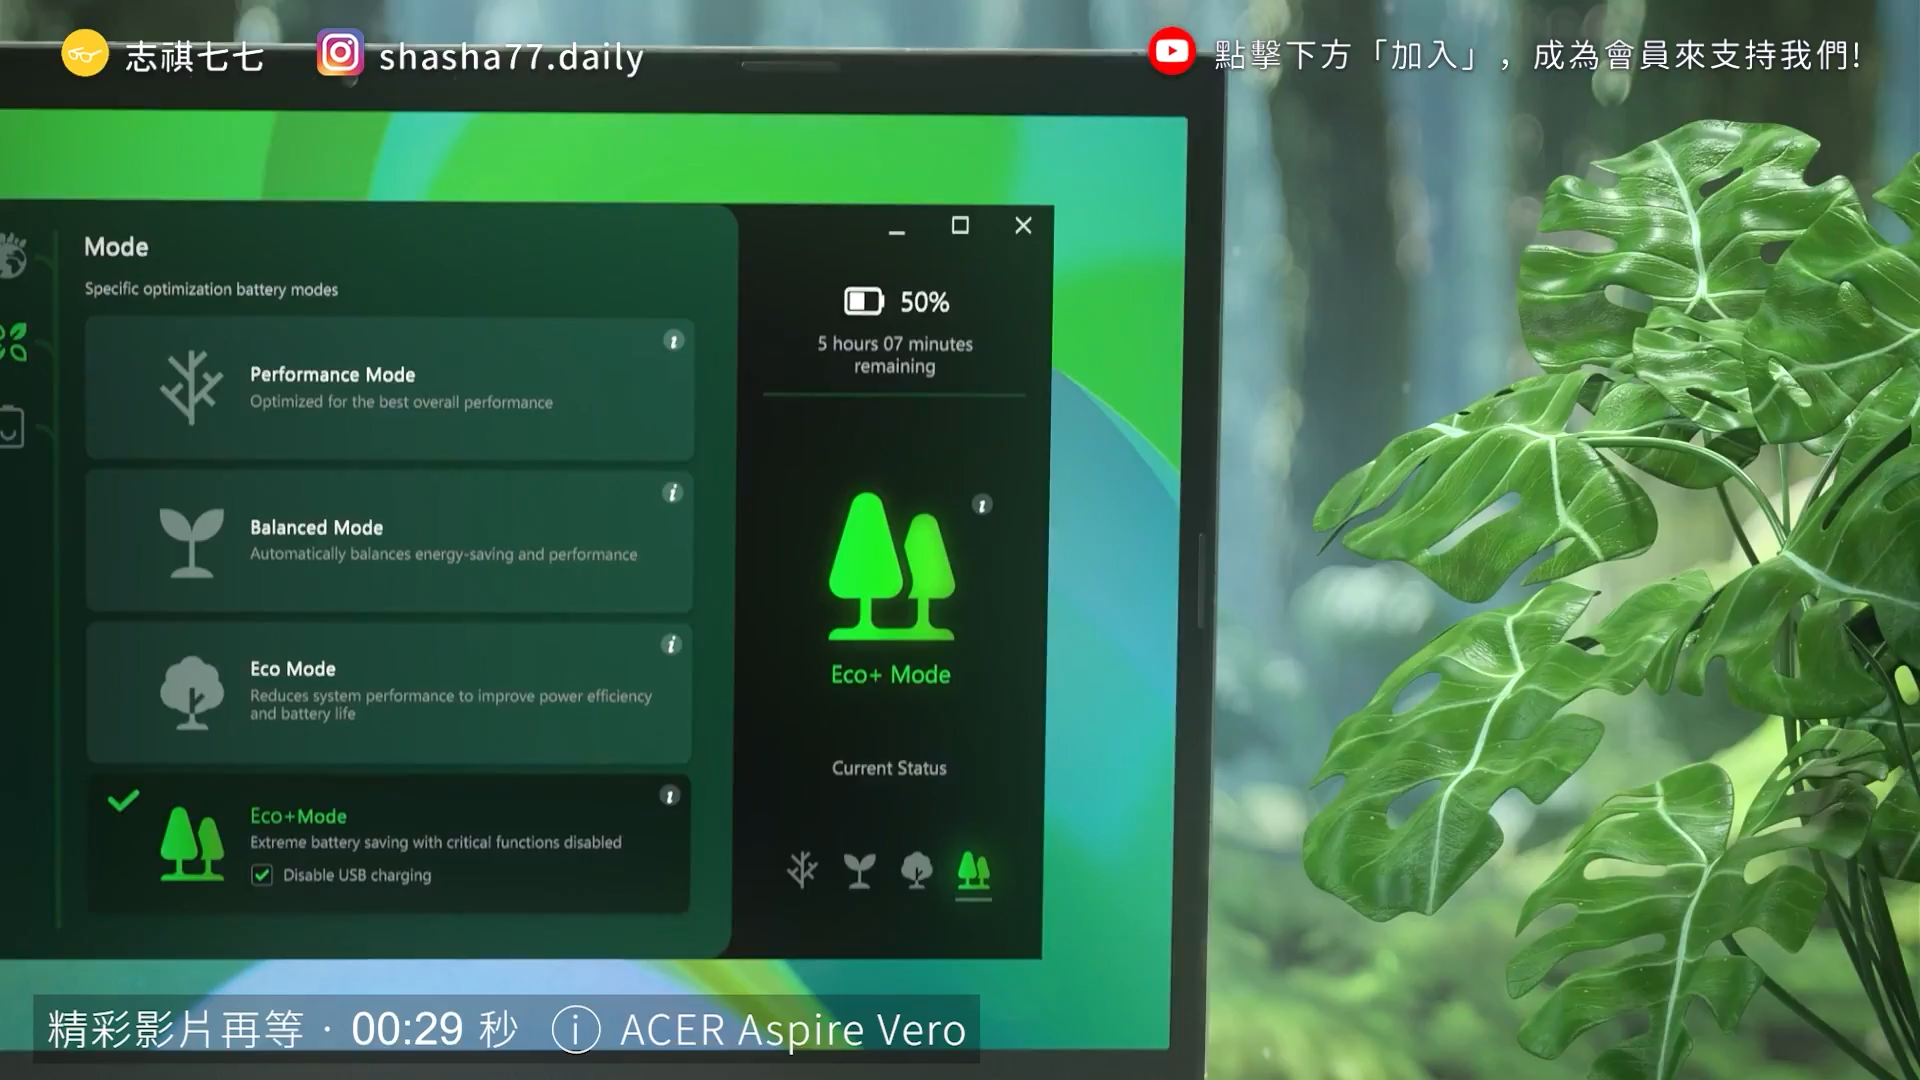 志祺七七
shasha77.daily
點擊下方「加入」，成為會員來支持我們!
Mode
Specific optimization battery modes
Performance Mode
Optimized for the best overall performance
Balanced Mode
Automatically balances energy-saving and performance
Eco Mode
Reduces system performance to improve power efficiency
and battery life
Eco+Mode
Extreme battery saving with critical functions disabled
Disable USB charging
50%
5 hours 07 minutes
remaining
Eco+ Mode
Current Status
精彩影片再等 · 00:29 秒 ⓘ ACER Aspire Vero